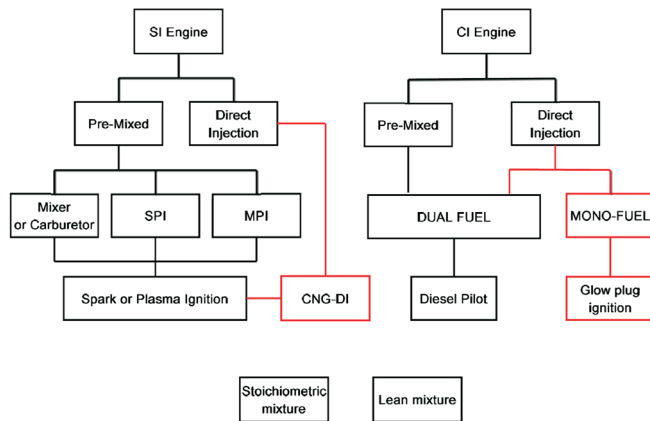 SI Engine
CI Engine
Pre-Mixed
Direct
Injection
Pre-Mixed
Direct
Injection
Mixer
or Carburetor
SPI
MPI
DUAL FUEL
MONO-FUEL
Spark or Plasma Ignition
CNG-DI
Diesel Pilot
Glow plug
ignition
Stoichiometric
mixture
Lean mixture